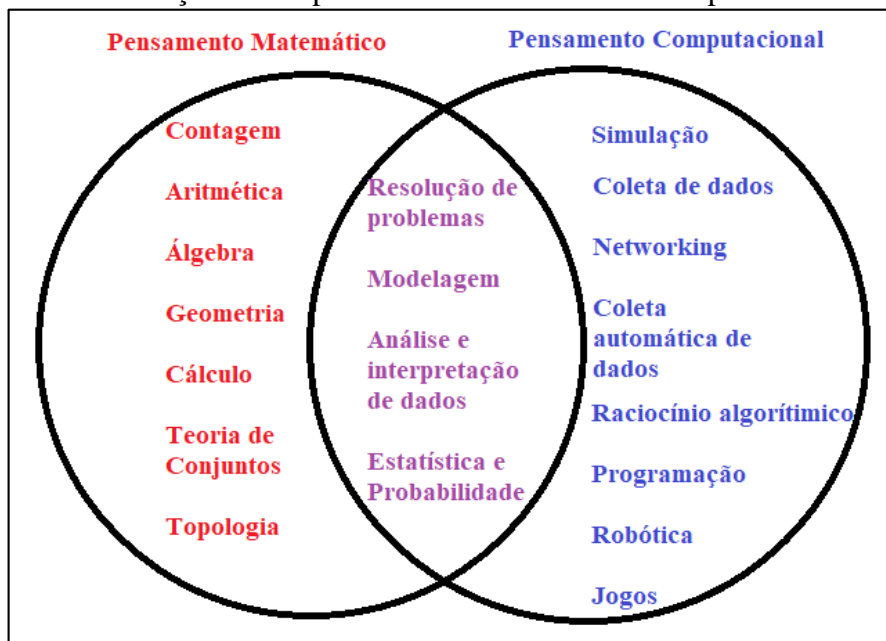 Pensamento Matemático
Pensamento Computacional
Contagem
Aritmética
Álgebra
Geometria
Cálculo
Teoria de
Conjuntos
Topologia
Resolução de
problemas
Modelagem
Análise e
interpretação
de dados
Estatística e
Probabilidade
Simulação
Coleta de dados
Networking
Coleta
automática de
dados
Raciocínio algorítimico
Programação
Robótica
Jogos